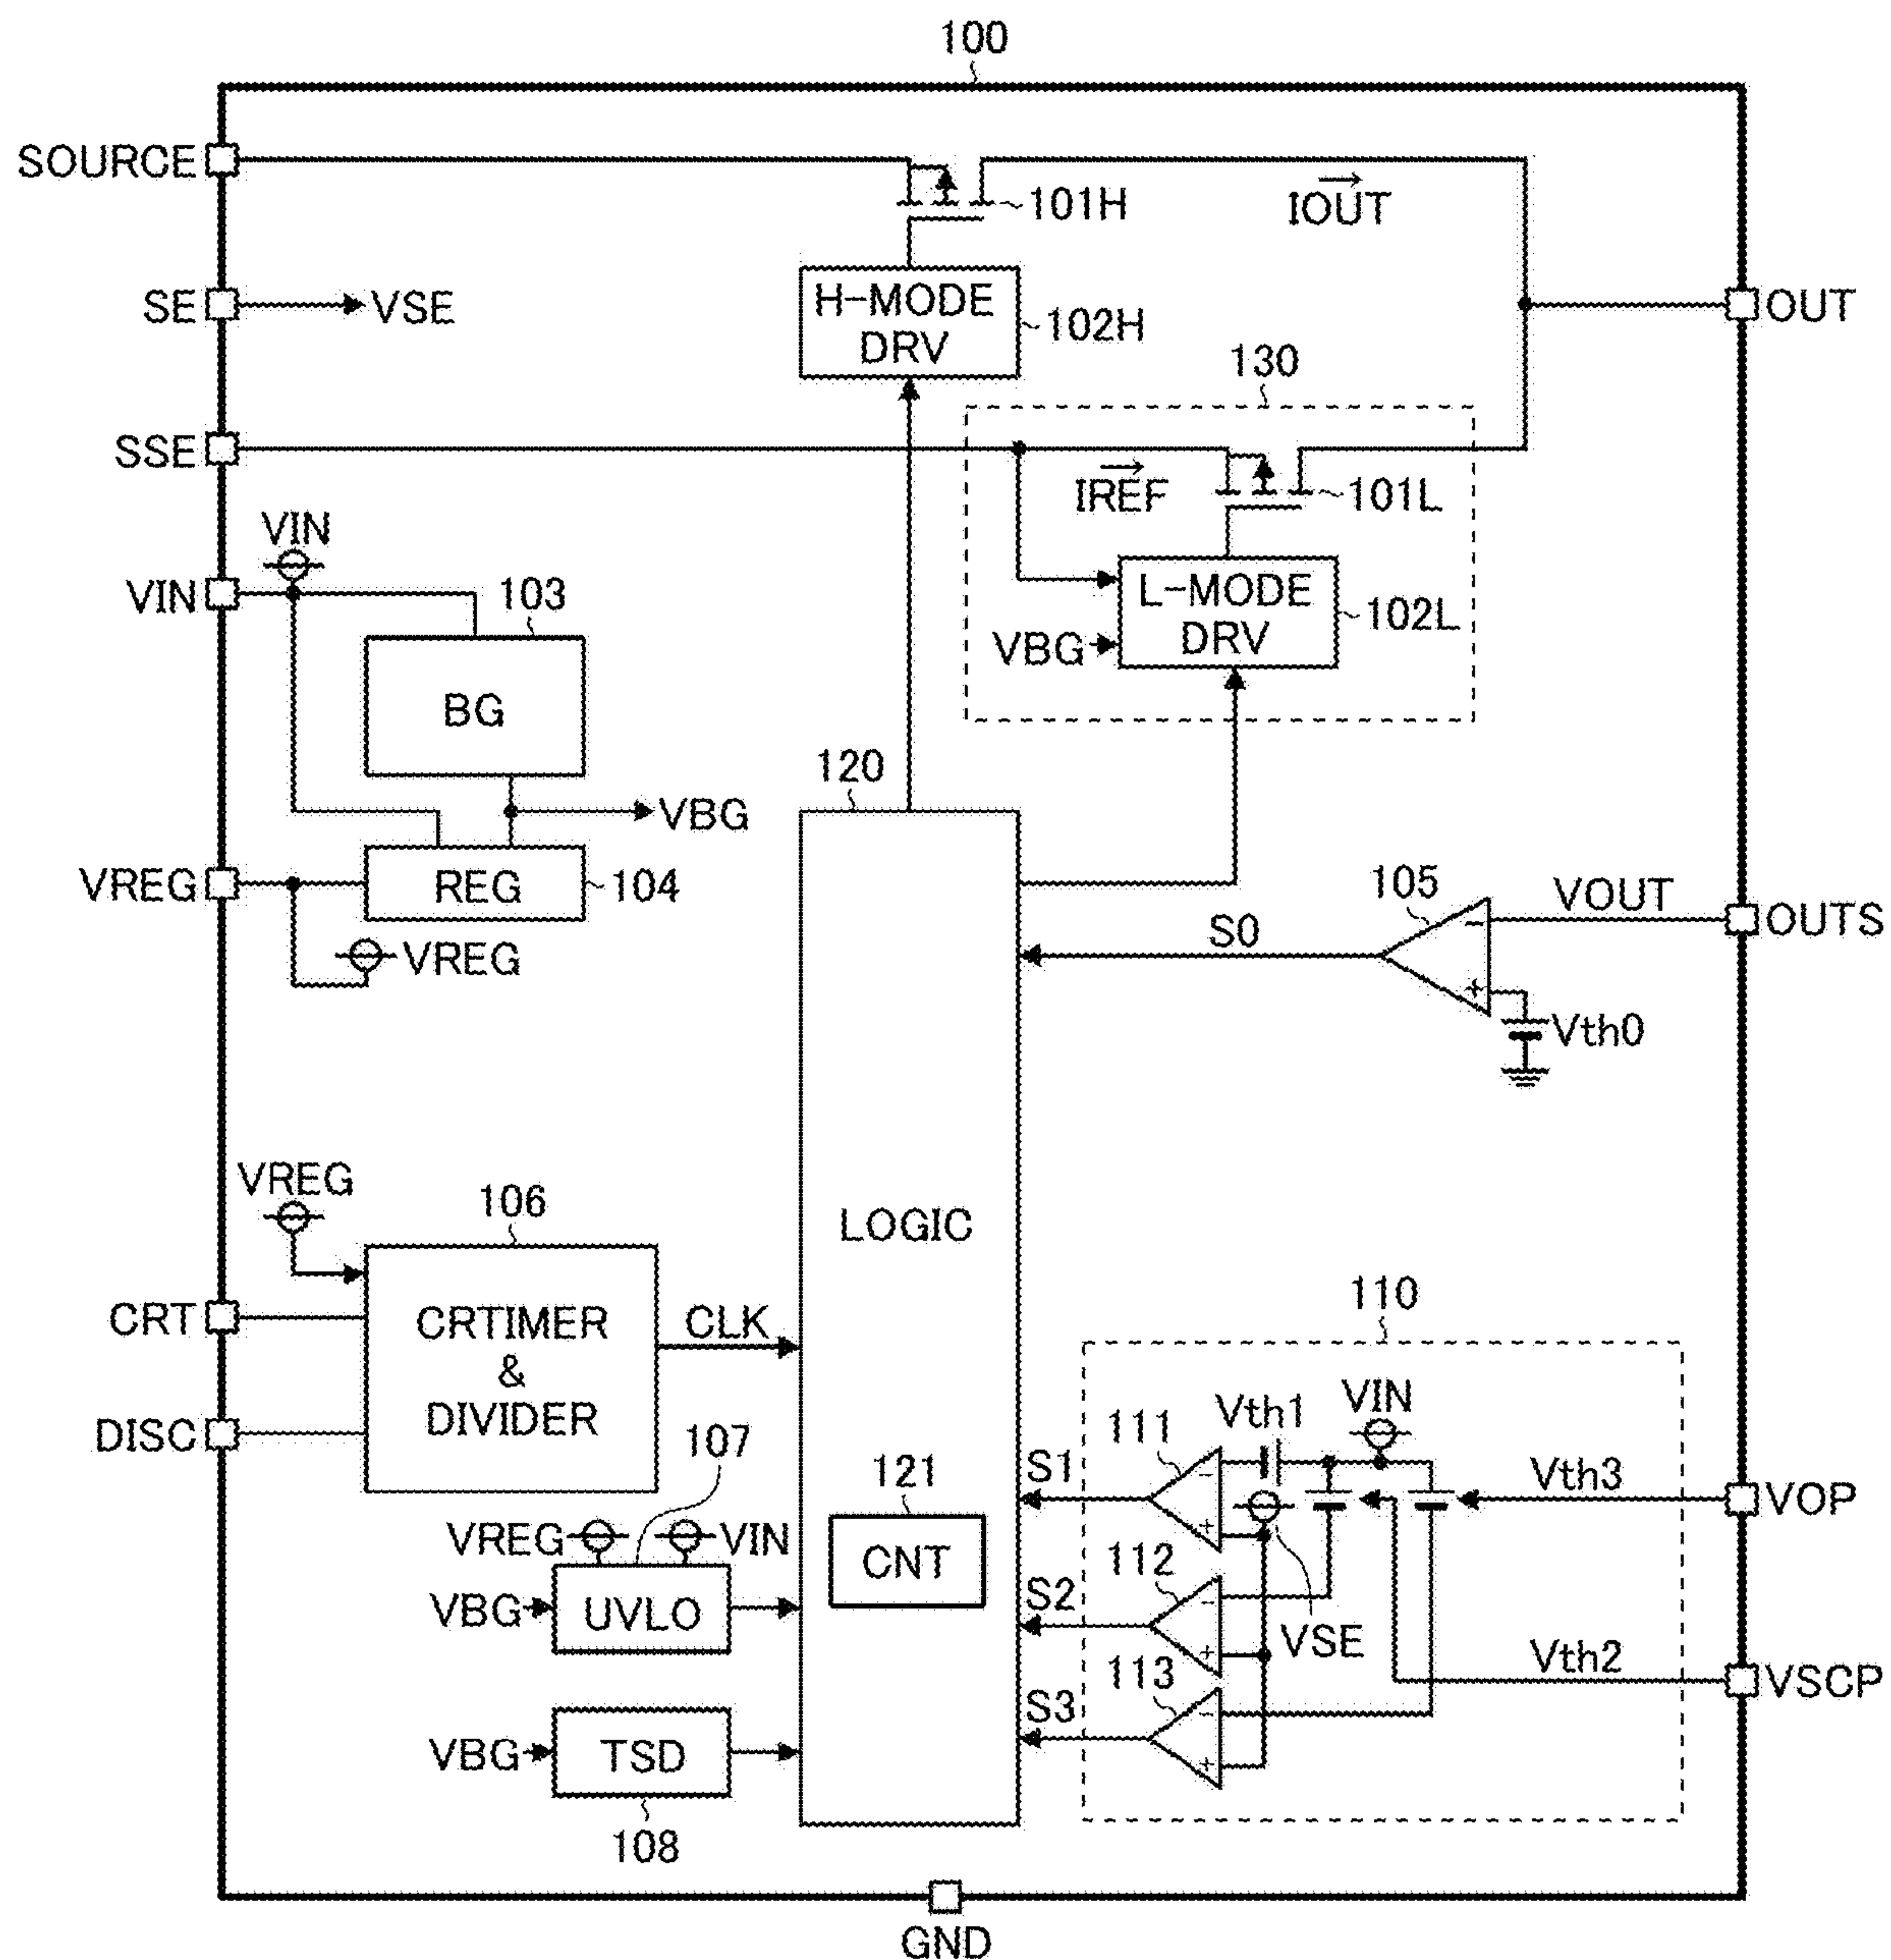 100
SOURCE
101H
IOUT
SE
VSE
H-MODE
DRV
102H
OUT
130
SSE
IREF
101L
VIN
VIN
103
BG
L-MODE
DRV
102L
VBG
120
VBG
VREG
REG
104
VREG
105
VOUT
OUTS
S0
-
+
Vth0
VREG
106
LOGIC
110
CRT
CRTIMER
&
DIVIDER
CLK
DISC
107
111
Vth1
VIN
S1
-
+
Vth3
VOP
121
CNT
VREG
VIN
VBG
UVLO
112
S2
-
+
VSE
Vth2
VSCP
113
S3
-
+
VBG
TSD
108
GND